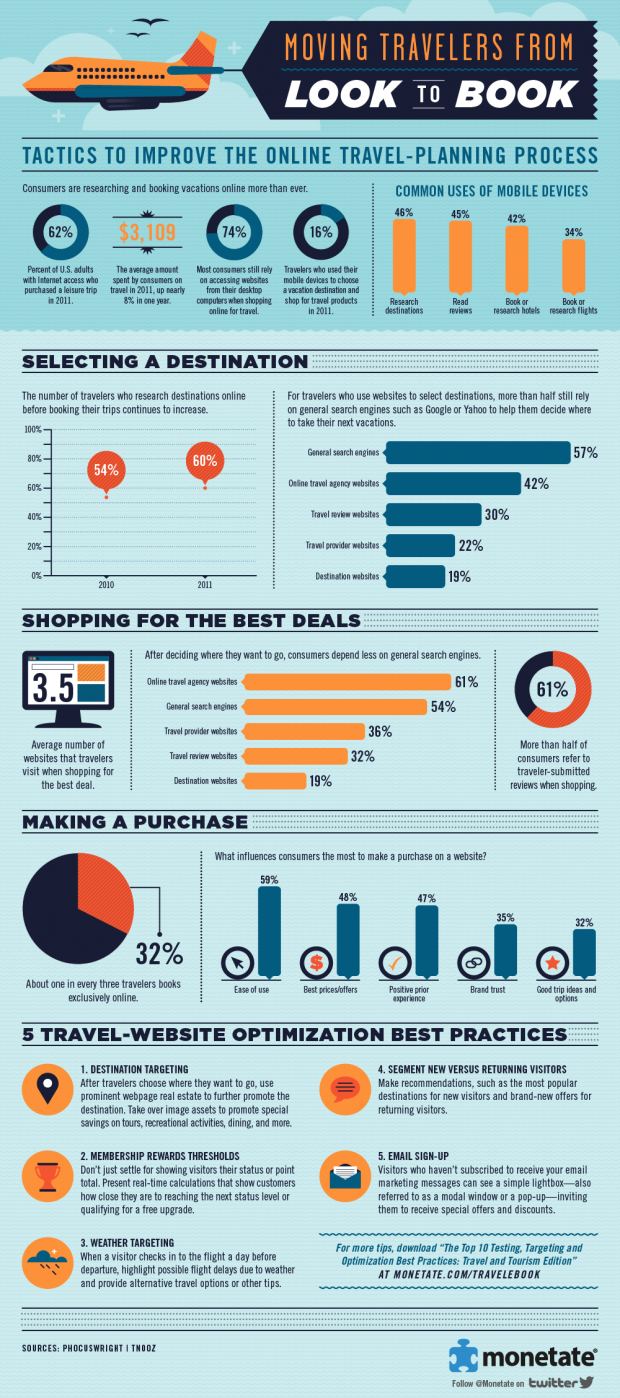 MOVING TRAVELERS FROM
LOOK TO BOOK
TACTICS TO IMPROVE THE ONLINE TRAVEL-PLANNING PROCESS
Consumers are researching and booking vacations online more than ever.
62%
Percent of U.S. adults
with Internet access who
purchased a leisure trip
in 2011.
$3,109
The average amount
spent by consumers on
travel in 2011, up nearly
8% in one year.
74%
Most consumers still rely
on accessing websites
from their desktop
computers when shopping
online for travel.
16%
Travelers who used their
mobile devices to choose
a vacation destination and
shop for travel products
in 2011.
COMMON USES OF MOBILE DEVICES
46%
Research
destinations
45%
Read
reviews
42%
Book or
research hotels
34%
Book or
research flights
SELECTING A DESTINATION
The number of travelers who research destinations online
before booking their trips continues to increase.
100%
80%
60%
40%
20%
0%
54%
60%
2010
2011
For travelers who use websites to select destinations, more than half still rely
on general search engines such as Google or Yahoo to help them decide where
to take their next vacations.
General search engines 57%
Online travel agency websites 42%
Travel review websites 30%
Travel provider websites 22%
Destination websites 19%
SHOPPING FOR THE BEST DEALS
3.5
Average number of
websites that travelers
visit when shopping for
the best deal.
After deciding where they want to go, consumers depend less on general search engines.
Online travel agency websites 61%
General search engines 54%
Travel provider websites 36%
Travel review websites 32%
Destination websites 19%
61%
More than half of
consumers refer to
traveler-submitted
reviews when shopping.
MAKING A PURCHASE
32%
About one in every three travelers books
exclusively online.
What influences consumers the most to make a purchase on a website?
59%
Ease of use
48%
$
Best prices/offers
47%
Positive prior
experience
35%
Brand trust
32%
Good trip ideas and
options
5 TRAVEL-WEBSITE OPTIMIZATION BEST PRACTICES
1. DESTINATION TARGETING
After travelers choose where they want to go, use
prominent webpage real estate to further promote the
destination. Take over image assets to promote special
savings on tours, recreational activities, dining, and more.
2. MEMBERSHIP REWARDS THRESHOLDS
Don't just settle for showing visitors their status or point
total. Present real-time calculations that show customers
how close they are to reaching the next status level or
qualifying for a free upgrade.
3. WEATHER TARGETING
When a visitor checks in to the flight a day before
departure, highlight possible flight delays due to weather
and provide alternative travel options or other tips.
4. SEGMENT NEW VERSUS RETURNING VISITORS
Make recommendations, such as the most popular
destinations for new visitors and brand-new offers for
returning visitors.
5. EMAIL SIGN-UP
Visitors who haven't subscribed to receive your email
marketing messages can see a simple lightbox—also
referred to as a modal window or a pop-up—inviting
them to receive special offers and discounts.
For more tips, download "The Top 10 Testing, Targeting and
Optimization Best Practices: Travel and Tourism Edition"
AT MONETATE.COM/TRAVELEBOOK
SOURCES: PHOCUSWRIGHT | TNOOZ
monetate®
Follow @Monetate on twitter